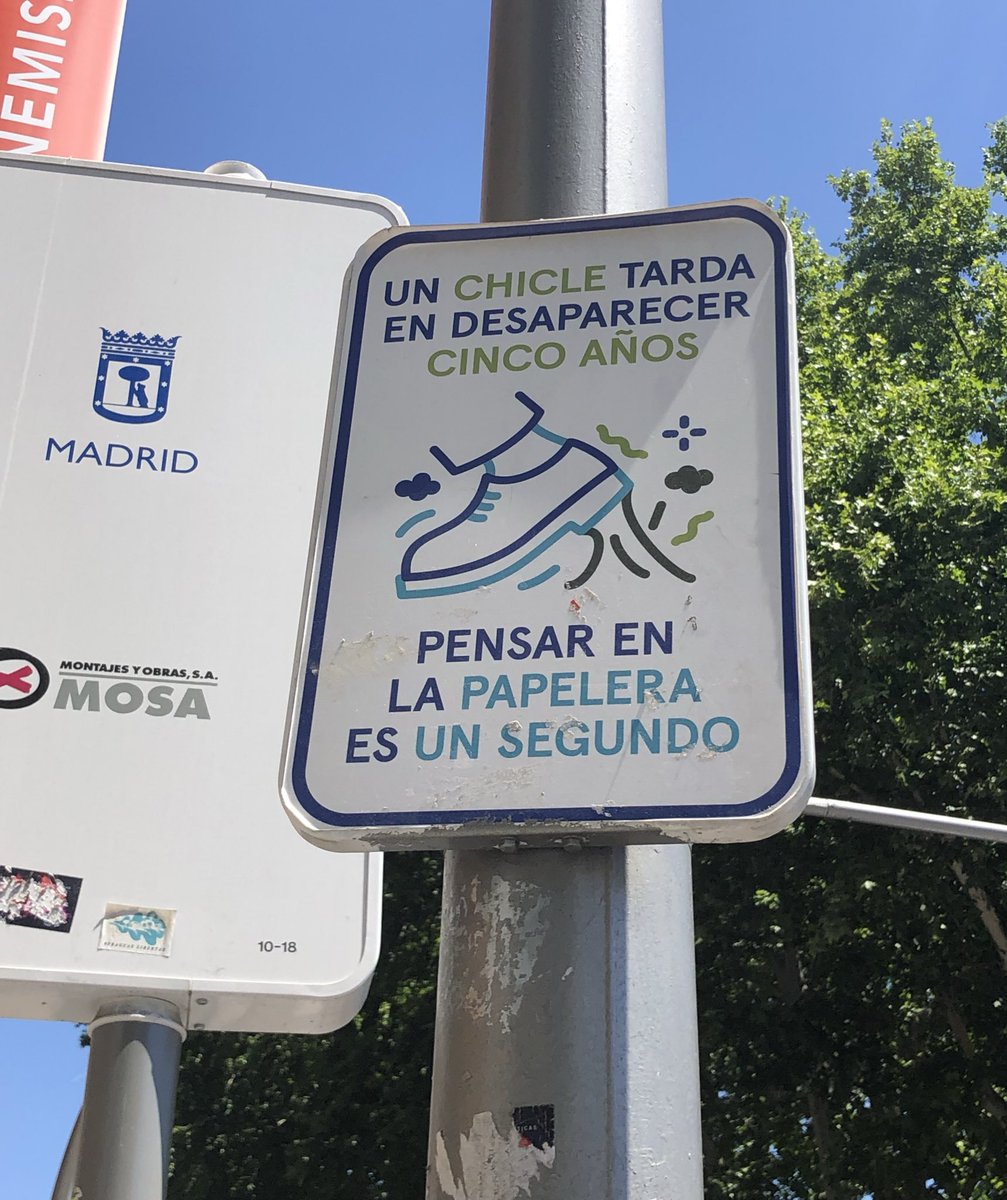 NEMIS
UN CHICLE TARDA
EN DESAPARECER
CINCO AÑOS
PENSAR EN
LA PAPELERA
ES UN SEGUNDO
MADRID
MONTAJES Y OBRAS, S.A.
MOSA
10-18